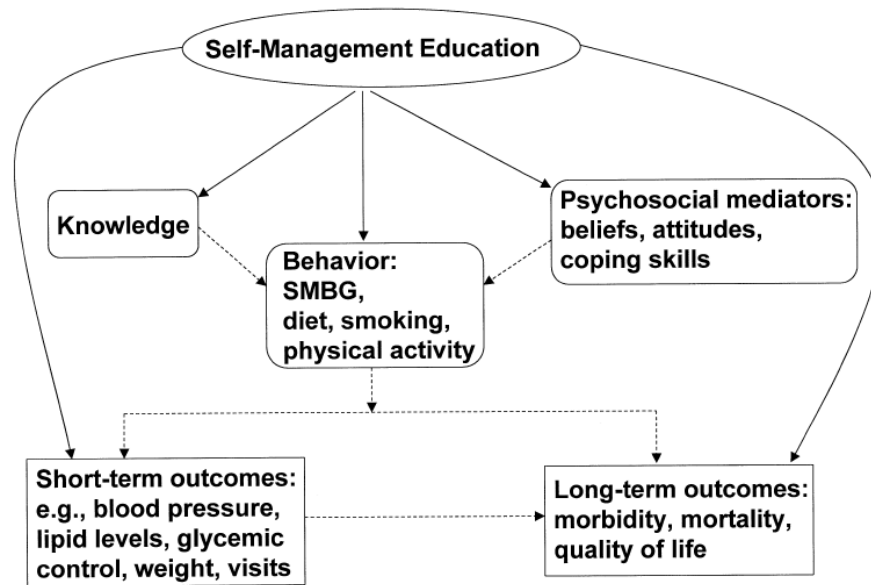 Self-Management Education
Knowledge
Psychosocial mediators:
beliefs, attitudes,
coping skills
Behavior:
SMBG,
diet, smoking,
physical activity
Short-term outcomes:
e.g., blood pressure,
lipid levels, glycemic
control, weight, visits
Long-term outcomes:
morbidity, mortality,
quality of life